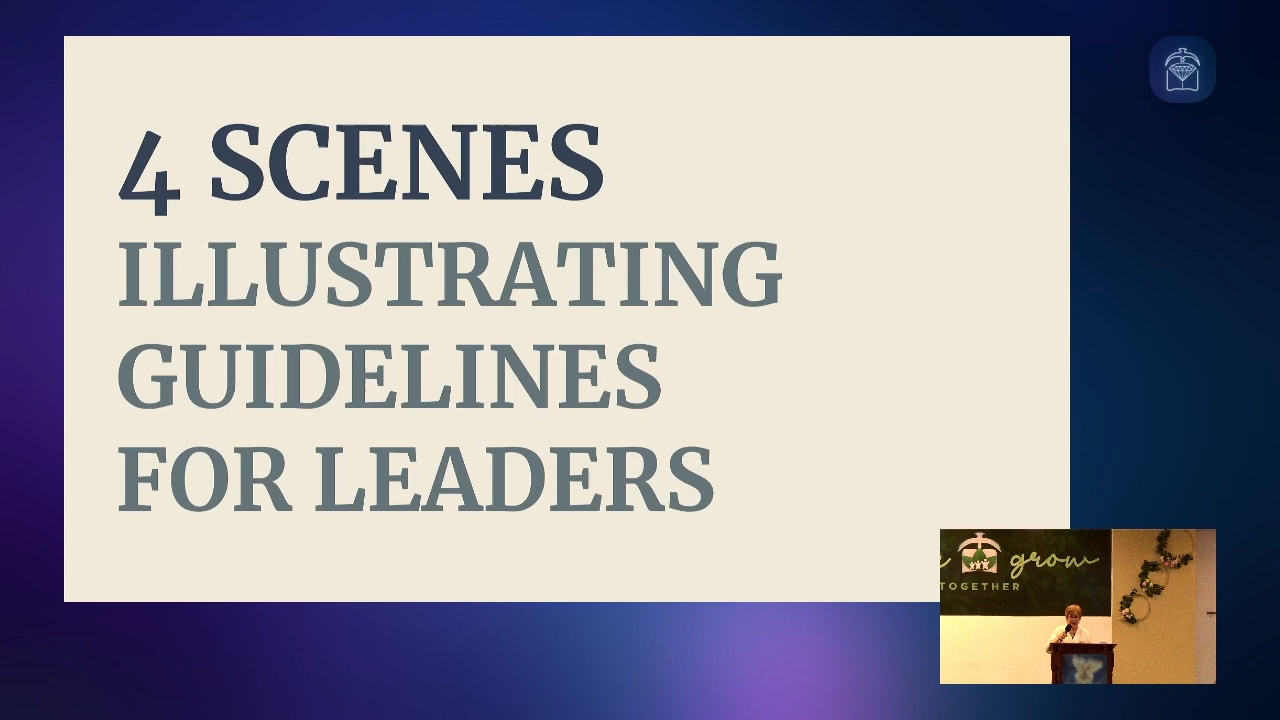 4 SCENES
ILLUSTRATING
GUIDELINES
FOR LEADERS
grow
TOGETHER